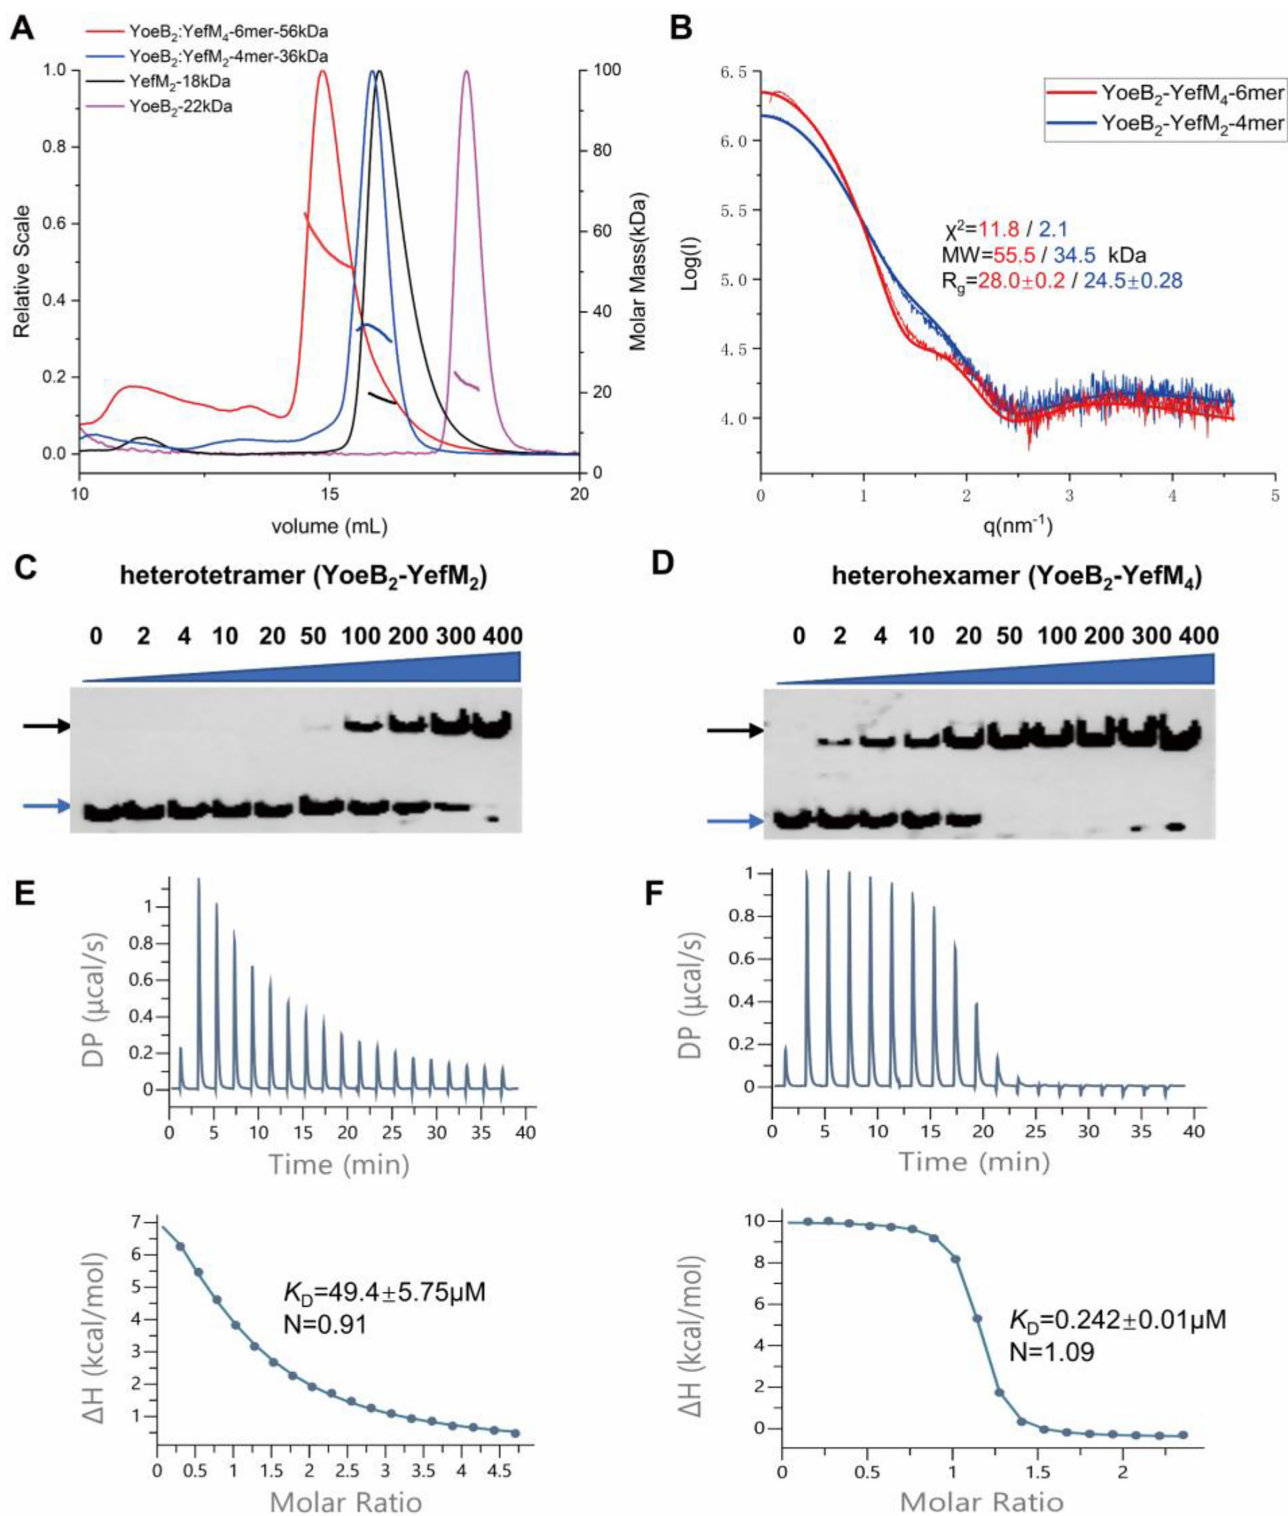 A
YoeB₂:YefM₄-6mer-56kDa
YoeB₂:YefM₂-4mer-36kDa
YefM₂-18kDa
YoeB₂-22kDa
1.0
0.8
0.6
0.4
0.2
0.0
Relative Scale
100
80
60
40
20
0
Molar Mass(kDa)
10
15
20
volume (mL)
B
6.5
6.0
5.5
5.0
4.5
4.0
Log(I)
YoeB₂-YefM₄-6mer
YoeB₂-YefM₂-4mer
χ²=11.8 / 2.1
MW=55.5 / 34.5 kDa
Rg=28.0±0.2 / 24.5±0.28
0 1 2 3 4 5
q(nm⁻¹)
C
heterotetramer (YoeB₂-YefM₂)
0 2 4 10 20 50 100 200 300 400
D
heterohexamer (YoeB₂-YefM₄)
0 2 4 10 20 50 100 200 300 400
E
1
0.8
0.6
0.4
0.2
0
DP (µcal/s)
0 5 10 15 20 25 30 35 40
Time (min)
7
6
5
4
3
2
1
ΔH (kcal/mol)
KD=49.4±5.75µM
N=0.91
0 0.5 1 1.5 2 2.5 3 3.5 4 4.5
Molar Ratio
F
1
0.8
0.6
0.4
0.2
0
DP (µcal/s)
0 5 10 15 20 25 30 35 40
Time (min)
10
8
6
4
2
0
ΔH (kcal/mol)
KD=0.242±0.01µM
N=1.09
0 0.5 1 1.5 2
Molar Ratio